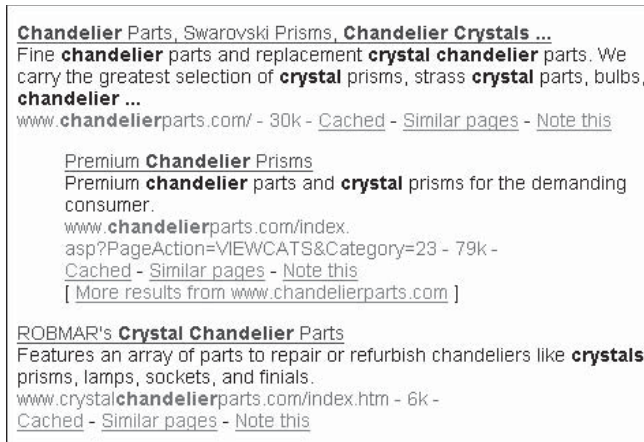 Chandelier Parts, Swarovski Prisms, Chandelier Crystals ...
Fine chandelier parts and replacement crystal chandelier parts. We
carry the greatest selection of crystal prisms, strass crystal parts, bulbs,
chandelier ...
www.chandelierparts.com/ - 30k - Cached - Similar pages - Note this
Premium Chandelier Prisms
Premium chandelier parts and crystal prisms for the demanding
consumer.
www.chandelierparts.com/index.
asp?PageAction=VIEWCATS&Category=23 - 79k -
Cached - Similar pages - Note this
[ More results from www.chandelierparts.com ]
ROBMAR's Crystal Chandelier Parts
Features an array of parts to repair or refurbish chandeliers like crystals
prisms, lamps, sockets, and finials.
www.crystalchandelierparts.com/index.htm - 6k -
Cached - Similar pages - Note this